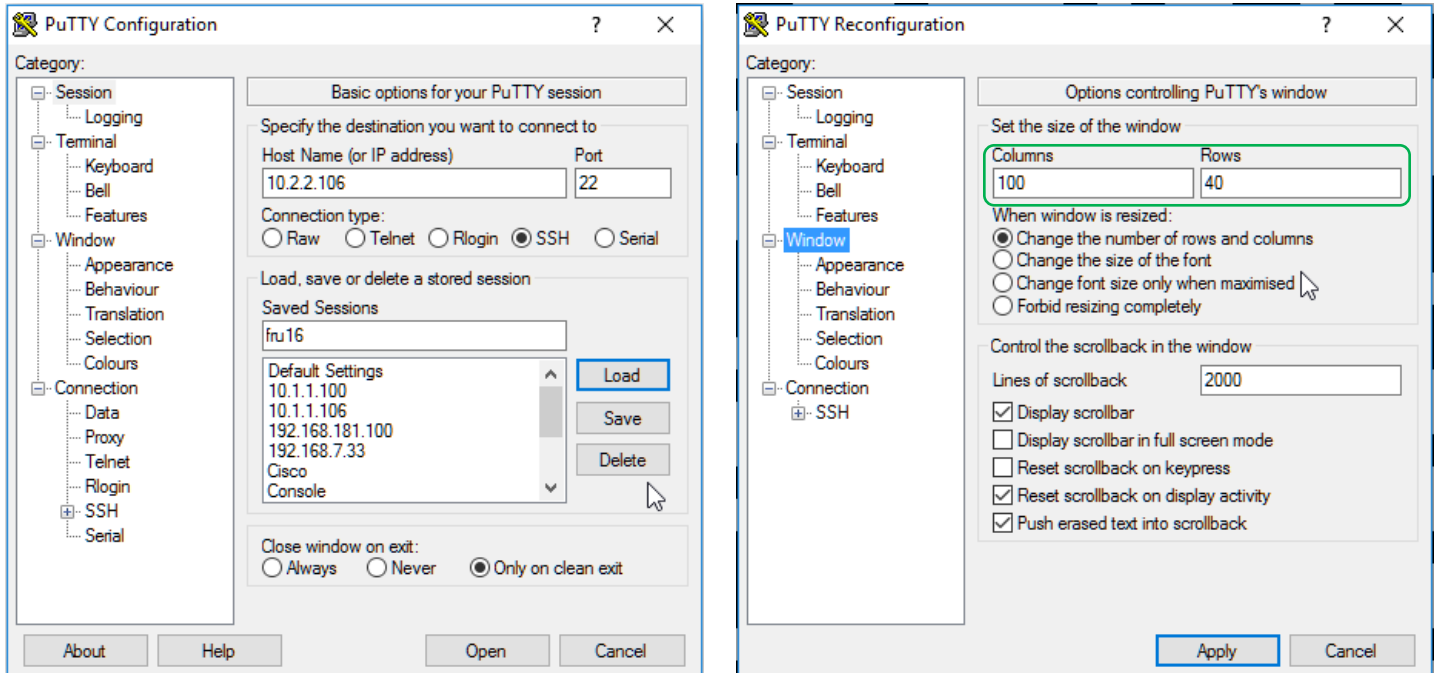 PuTTY Configuration
?
Category:
Session
Logging
Terminal
Keyboard
Bell
Features
Window
Appearance
Behaviour
Translation
Selection
Colours
Connection
Data
Proxy
Telnet
Rlogin
SSH
Serial
Basic options for your PuTTY session
Specify the destination you want to connect to
Host Name (or IP address) Port
10.2.2.106 22
Connection type:
Raw Telnet Rlogin SSH Serial
Load, save or delete a stored session
Saved Sessions
fru16
Default Settings
10.1.1.100
10.1.1.106
192.168.181.100
192.168.7.33
Cisco
Console
Load
Save
Delete
Close window on exit:
Always Never Only on clean exit
About Help Open Cancel
PuTTY Reconfiguration
?
Category:
Session
Logging
Terminal
Keyboard
Bell
Features
Window
Appearance
Behaviour
Translation
Selection
Colours
Connection
SSH
Options controlling PuTTY's window
Set the size of the window
Columns Rows
100 40
When window is resized:
Change the number of rows and columns
Change the size of the font
Change font size only when maximised
Forbid resizing completely
Control the scrollback in the window
Lines of scrollback 2000
Display scrollbar
Display scrollbar in full screen mode
Reset scrollback on keypress
Reset scrollback on display activity
Push erased text into scrollback
Apply Cancel